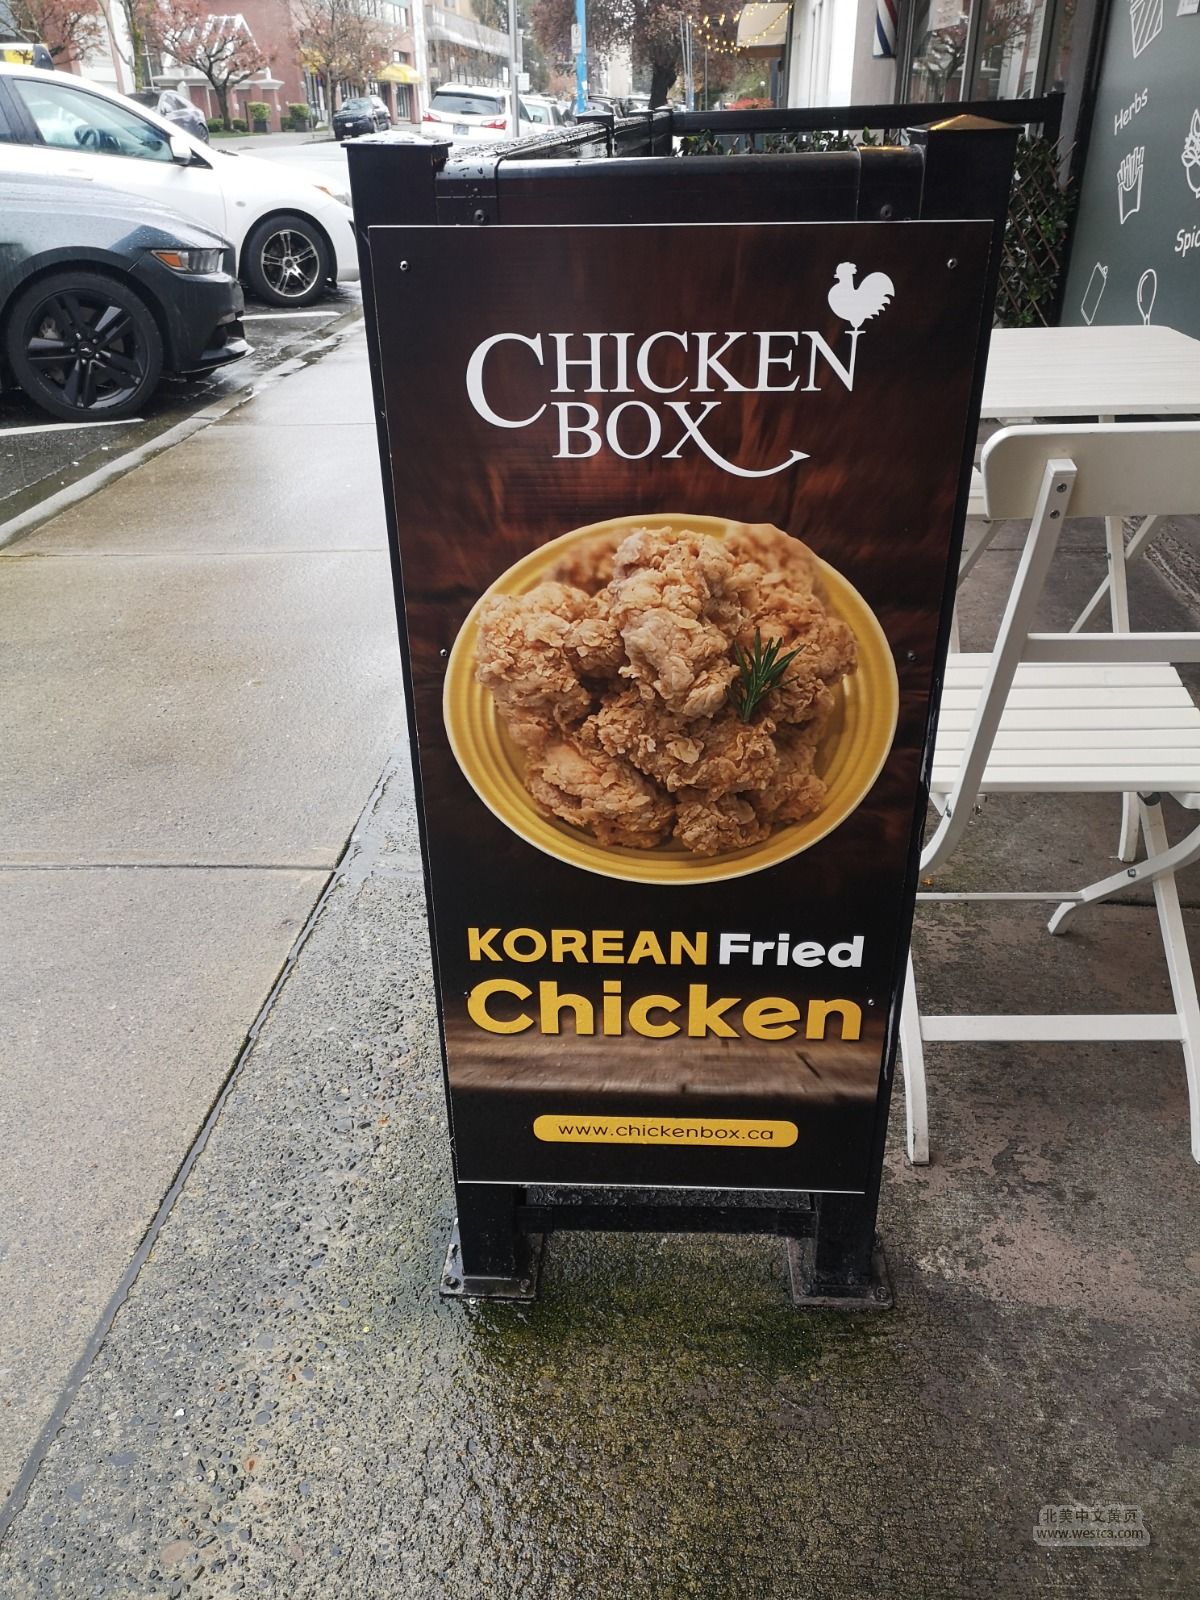 CHICKEN
BOX
KOREAN Fried
Chicken
www.chickenbox.ca
Herbs
北美中文黄页
www.westca.com